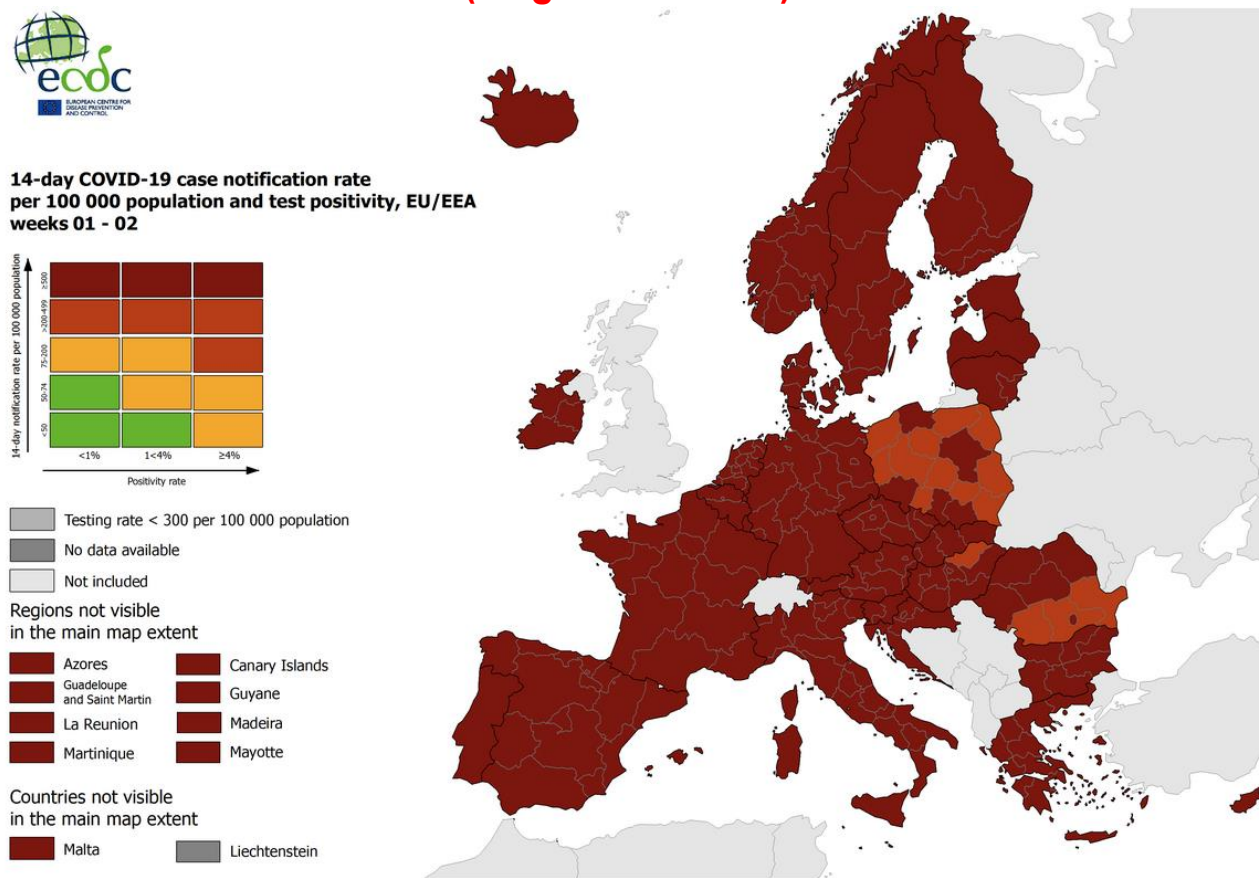 ecdc
EUROPEAN CENTRE FOR
DISEASE PREVENTION
AND CONTROL
14-day COVID-19 case notification rate
per 100 000 population and test positivity, EU/EEA
weeks 01 - 02
14-day notification rate per 100 000 population
≥500
>200-499
75-200
50-74
<50
<1%
1<4%
≥4%
Positivity rate
Testing rate < 300 per 100 000 population
No data available
Not included
Regions not visible
in the main map extent
Azores
Canary Islands
Guadeloupe
and Saint Martin
Guyane
La Reunion
Madeira
Martinique
Mayotte
Countries not visible
in the main map extent
Malta
Liechtenstein